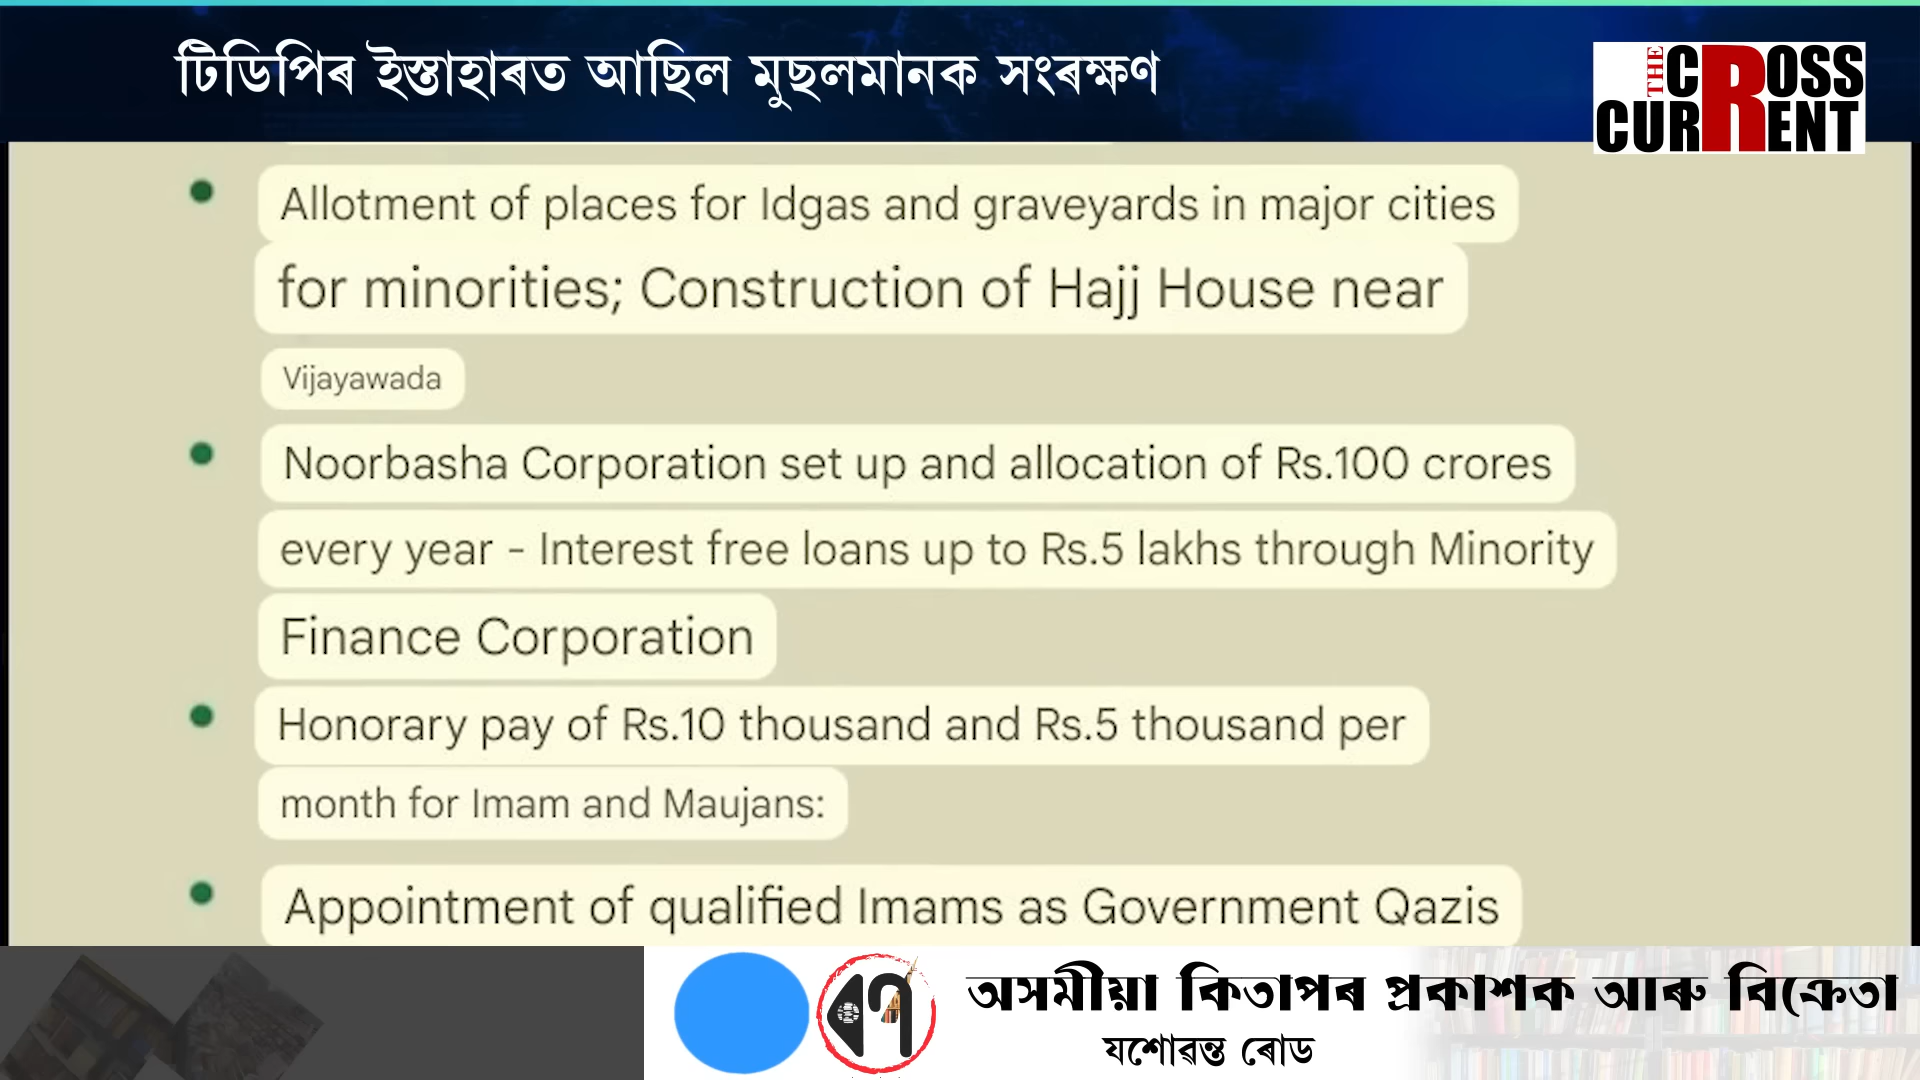 টিডিপিৰ ইস্তাহাৰত আছিল মুছলমানক সংৰক্ষণ
THE CROSS
CURRENT
Allotment of places for Idgas and graveyards in major cities
for minorities; Construction of Hajj House near
Vijayawada
Noorbasha Corporation set up and allocation of Rs.100 crores
every year - Interest free loans up to Rs.5 lakhs through Minority
Finance Corporation
Honorary pay of Rs.10 thousand and Rs.5 thousand per
month for Imam and Maujans:
Appointment of qualified Imams as Government Qazis
অসমীয়া কিতাপৰ প্ৰকাশক আৰু বিক্ৰেতা
যশোৱন্ত ৰোড